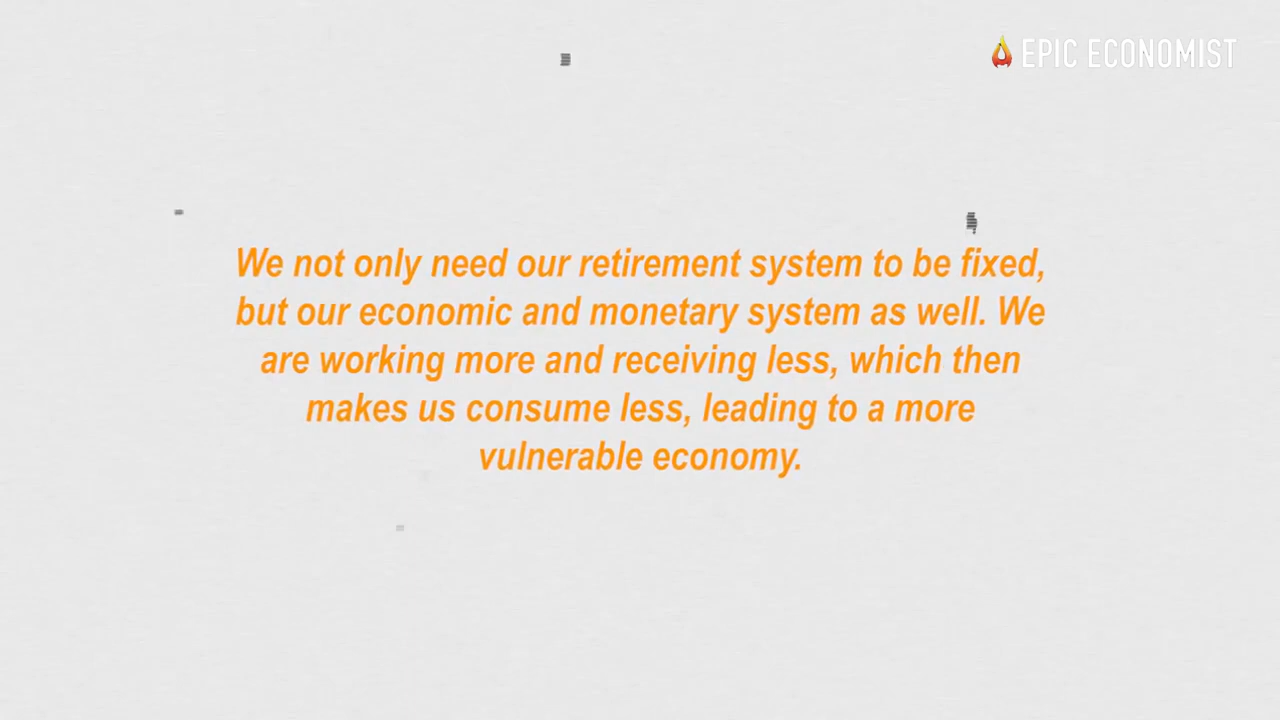 EPIC ECONOMIST
We not only need our retirement system to be fixed,
but our economic and monetary system as well. We
are working more and receiving less, which then
makes us consume less, leading to a more
vulnerable economy.